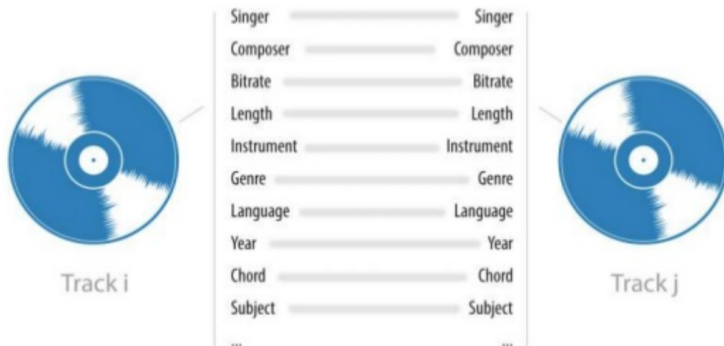 Singer Singer
Composer Composer
Bitrate Bitrate
Length Length
Instrument Instrument
Genre Genre
Language Language
Year Year
Chord Chord
Track i Track j
Subject Subject
... ...